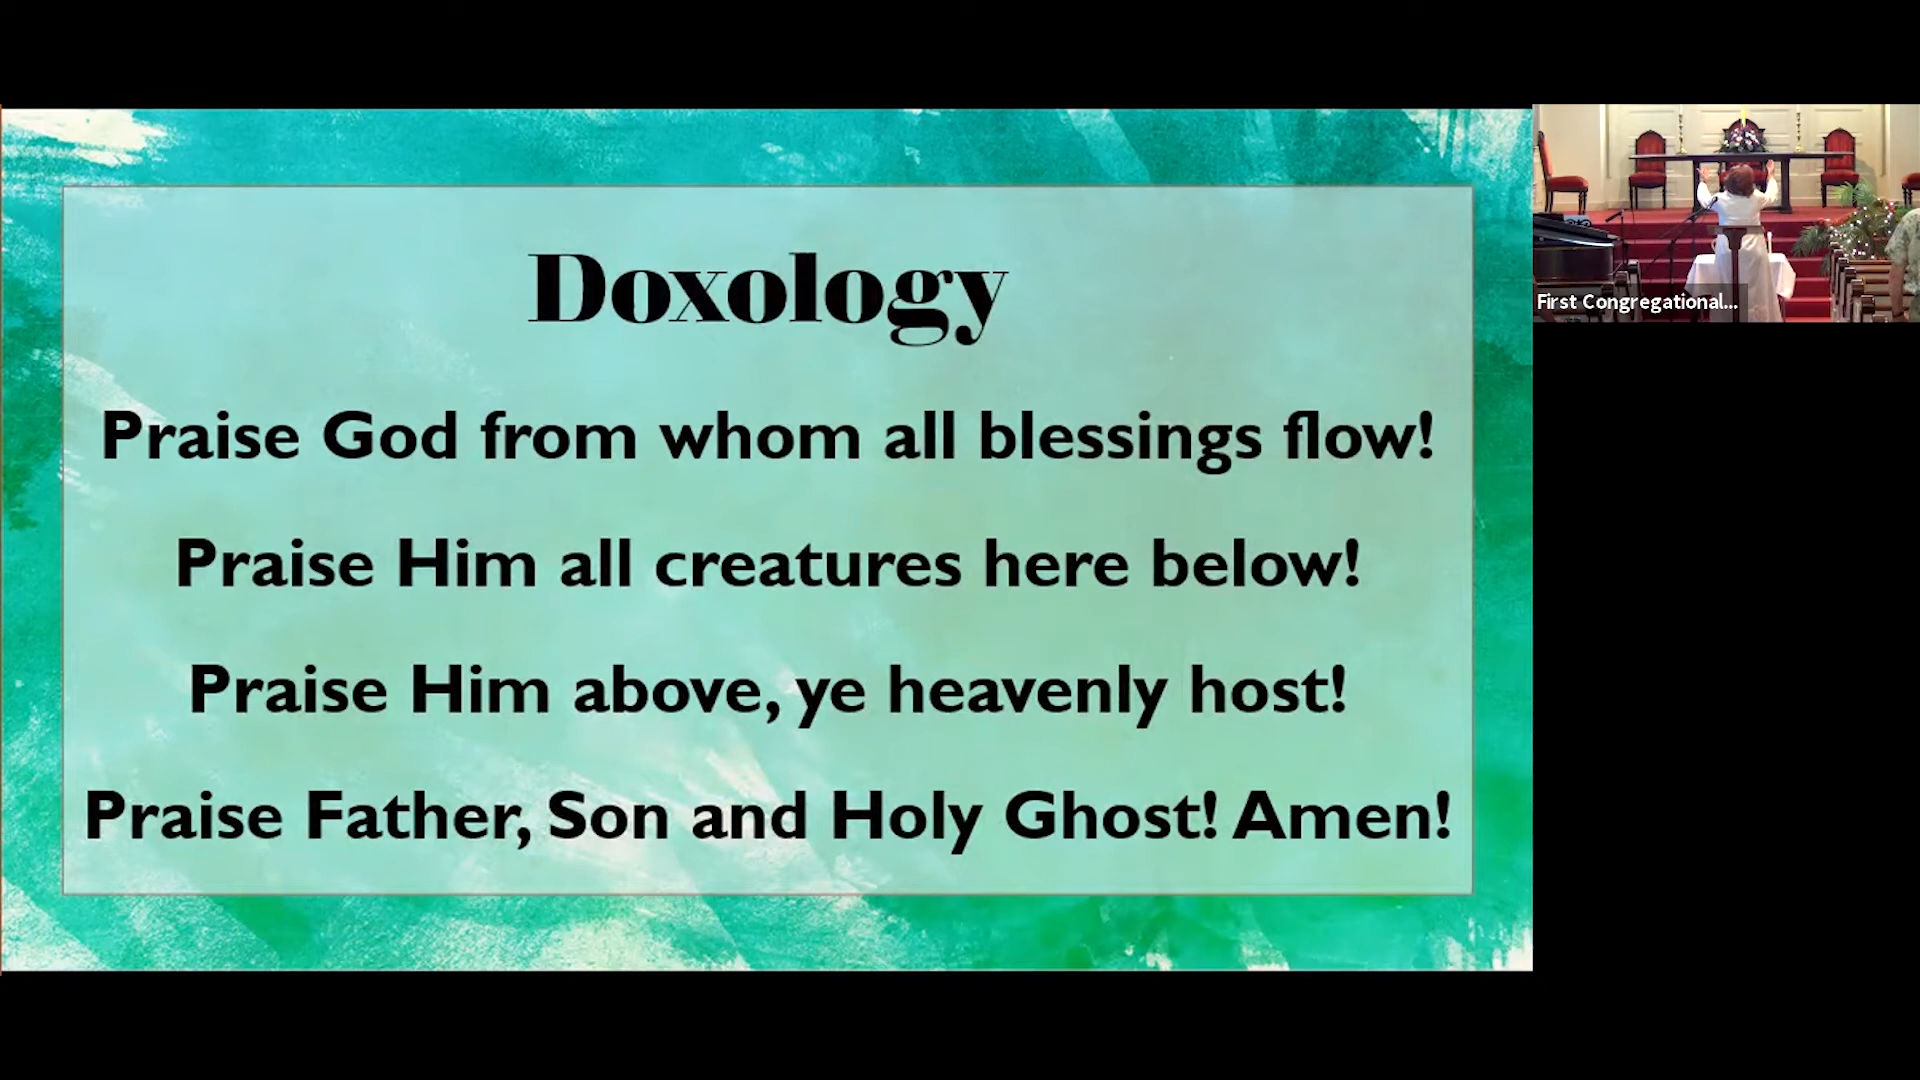 Doxology
Praise God from whom all blessings flow!
Praise Him all creatures here below!
Praise Him above, ye heavenly host!
Praise Father, Son and Holy Ghost! Amen!
First Congregational...